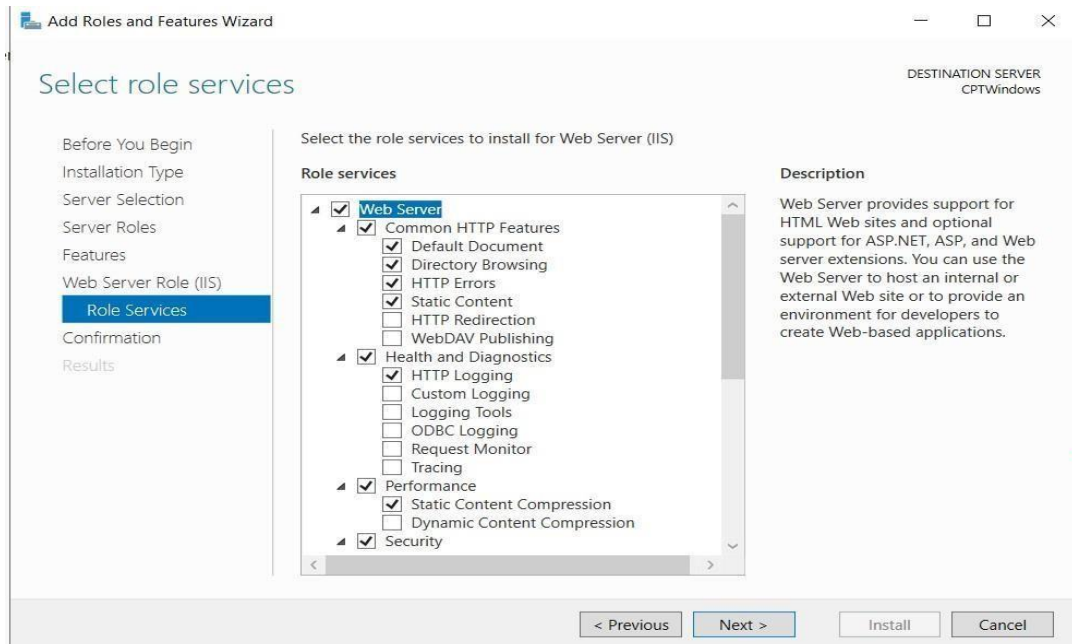 Add Roles and Features Wizard
Select role services
DESTINATION SERVER
CPTWindows
Before You Begin
Installation Type
Server Selection
Server Roles
Features
Web Server Role (IIS)
Role Services
Confirmation
Results
Select the role services to install for Web Server (IIS)
Role services
Web Server
Common HTTP Features
Default Document
Directory Browsing
HTTP Errors
Static Content
HTTP Redirection
WebDAV Publishing
Health and Diagnostics
HTTP Logging
Custom Logging
Logging Tools
ODBC Logging
Request Monitor
Tracing
Performance
Static Content Compression
Dynamic Content Compression
Security
Description
Web Server provides support for
HTML Web sites and optional
support for ASP.NET, ASP, and Web
server extensions. You can use the
Web Server to host an internal or
external Web site or to provide an
environment for developers to
create Web-based applications.
< Previous
Next >
Install
Cancel